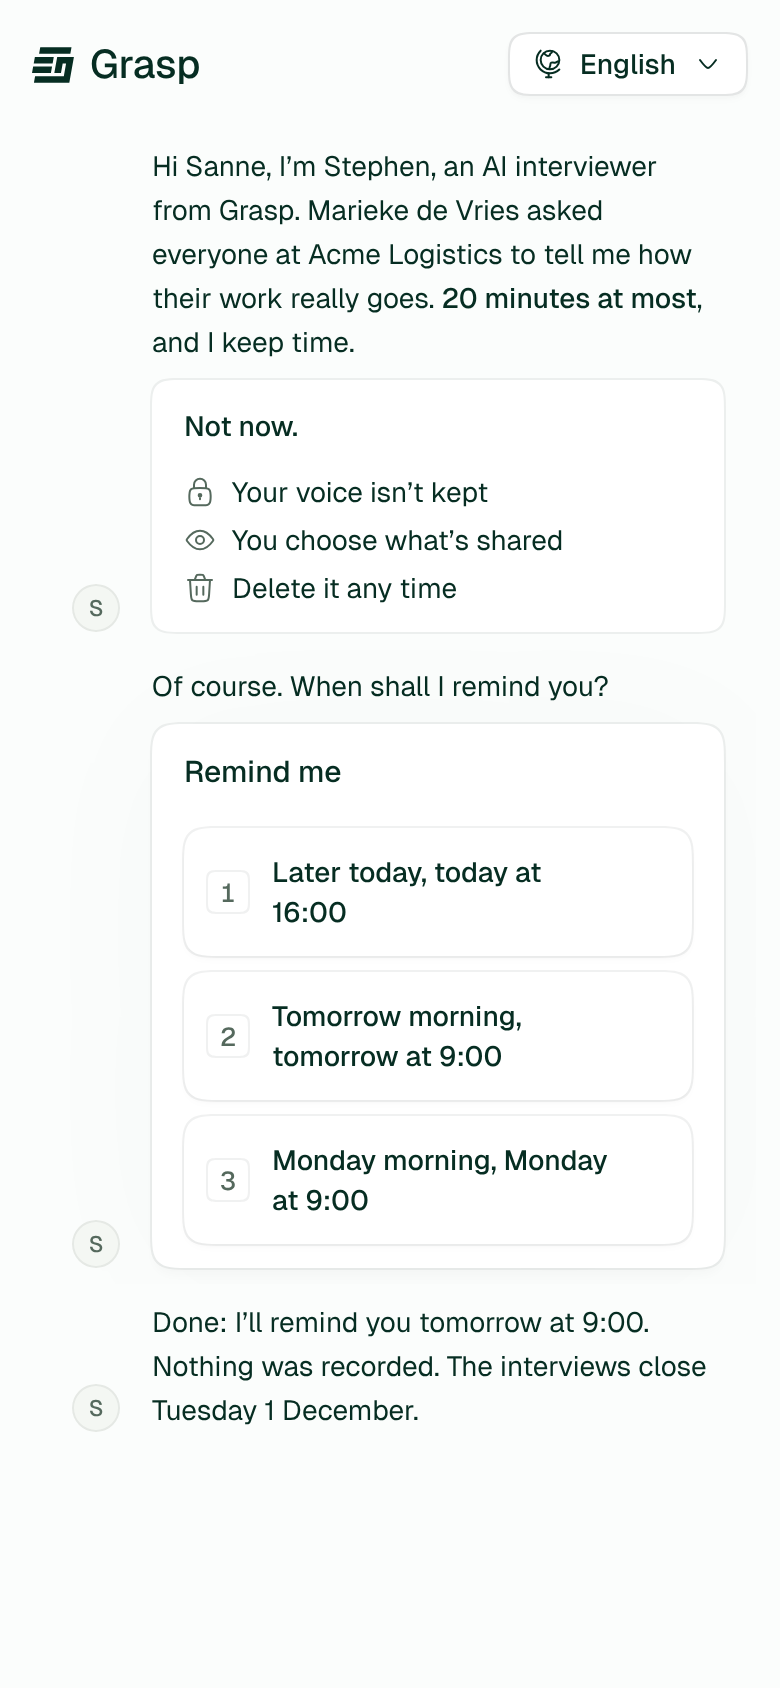 Grasp
English
Hi Sanne, I’m Stephen, an AI interviewer
from Grasp. Marieke de Vries asked
everyone at Acme Logistics to tell me how
their work really goes. 20 minutes at most,
and I keep time.
Not now.
Your voice isn’t kept
You choose what’s shared
Delete it any time
S
Of course. When shall I remind you?
Remind me
1
Later today, today at
16:00
2
Tomorrow morning,
tomorrow at 9:00
3
Monday morning, Monday
at 9:00
S
Done: I’ll remind you tomorrow at 9:00.
Nothing was recorded. The interviews close
Tuesday 1 December.
S